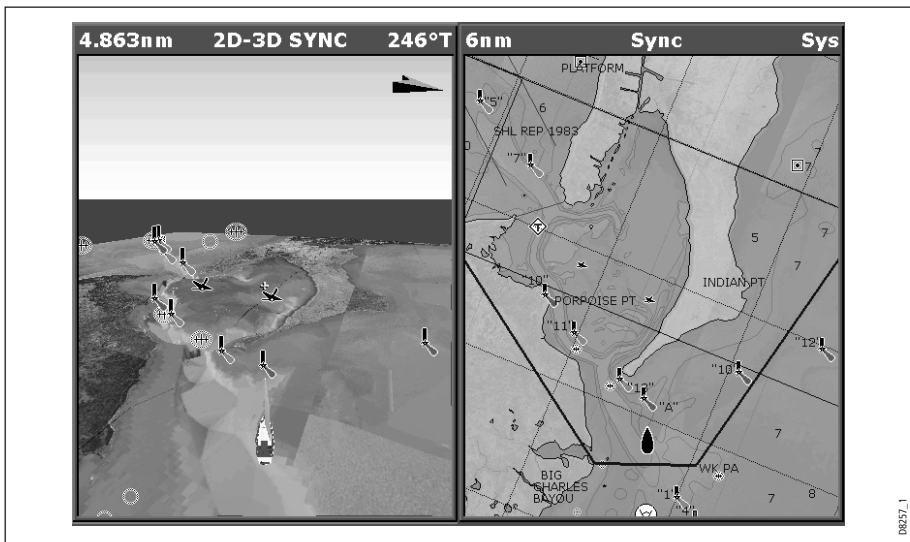 4.863nm 2D-3D SYNC 246°T
6nm Sync Sys
PLATFORM
"5"
6
7
SHL REP 1983
"7"
0
7
5
7
7
INDIAN PT
"10"
PORPOISE PT
"11"
"12"
"10"
"12"
"A"
7
WK PA
BIG
CHARLES
BAYOU
"1"
7
8
"4"
D8257_1